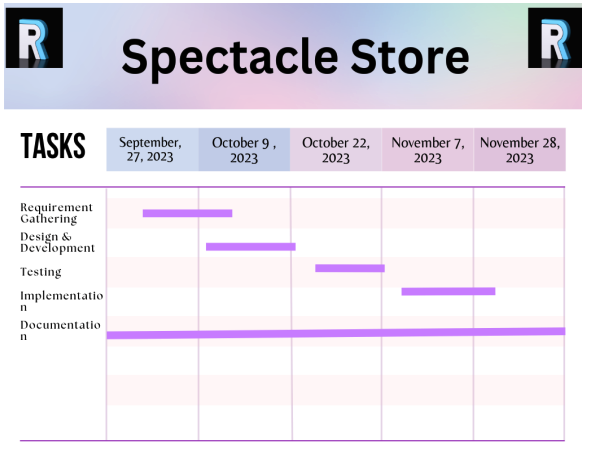 R
R
Spectacle Store
TASKS
September,
27, 2023
October 9 ,
2023
October 22,
2023
November 7,
2023
November 28,
2023
Requirement
Gathering
Design &
Development
Testing
Implementatio
n
Documentatio
n